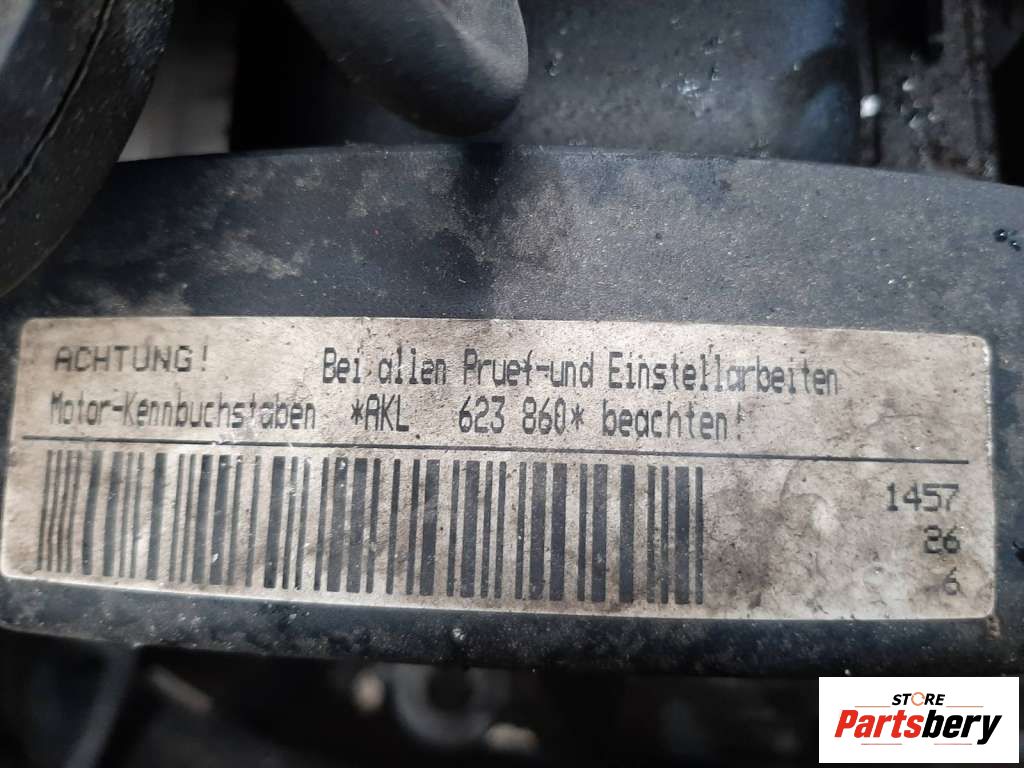 ACHTUNG! Bei allen Pruef-und Einstellarbeiten
Motor-Kennbuchstaben *AKL 623 860* beachten!
1457
26
6
STORE
Partsbery